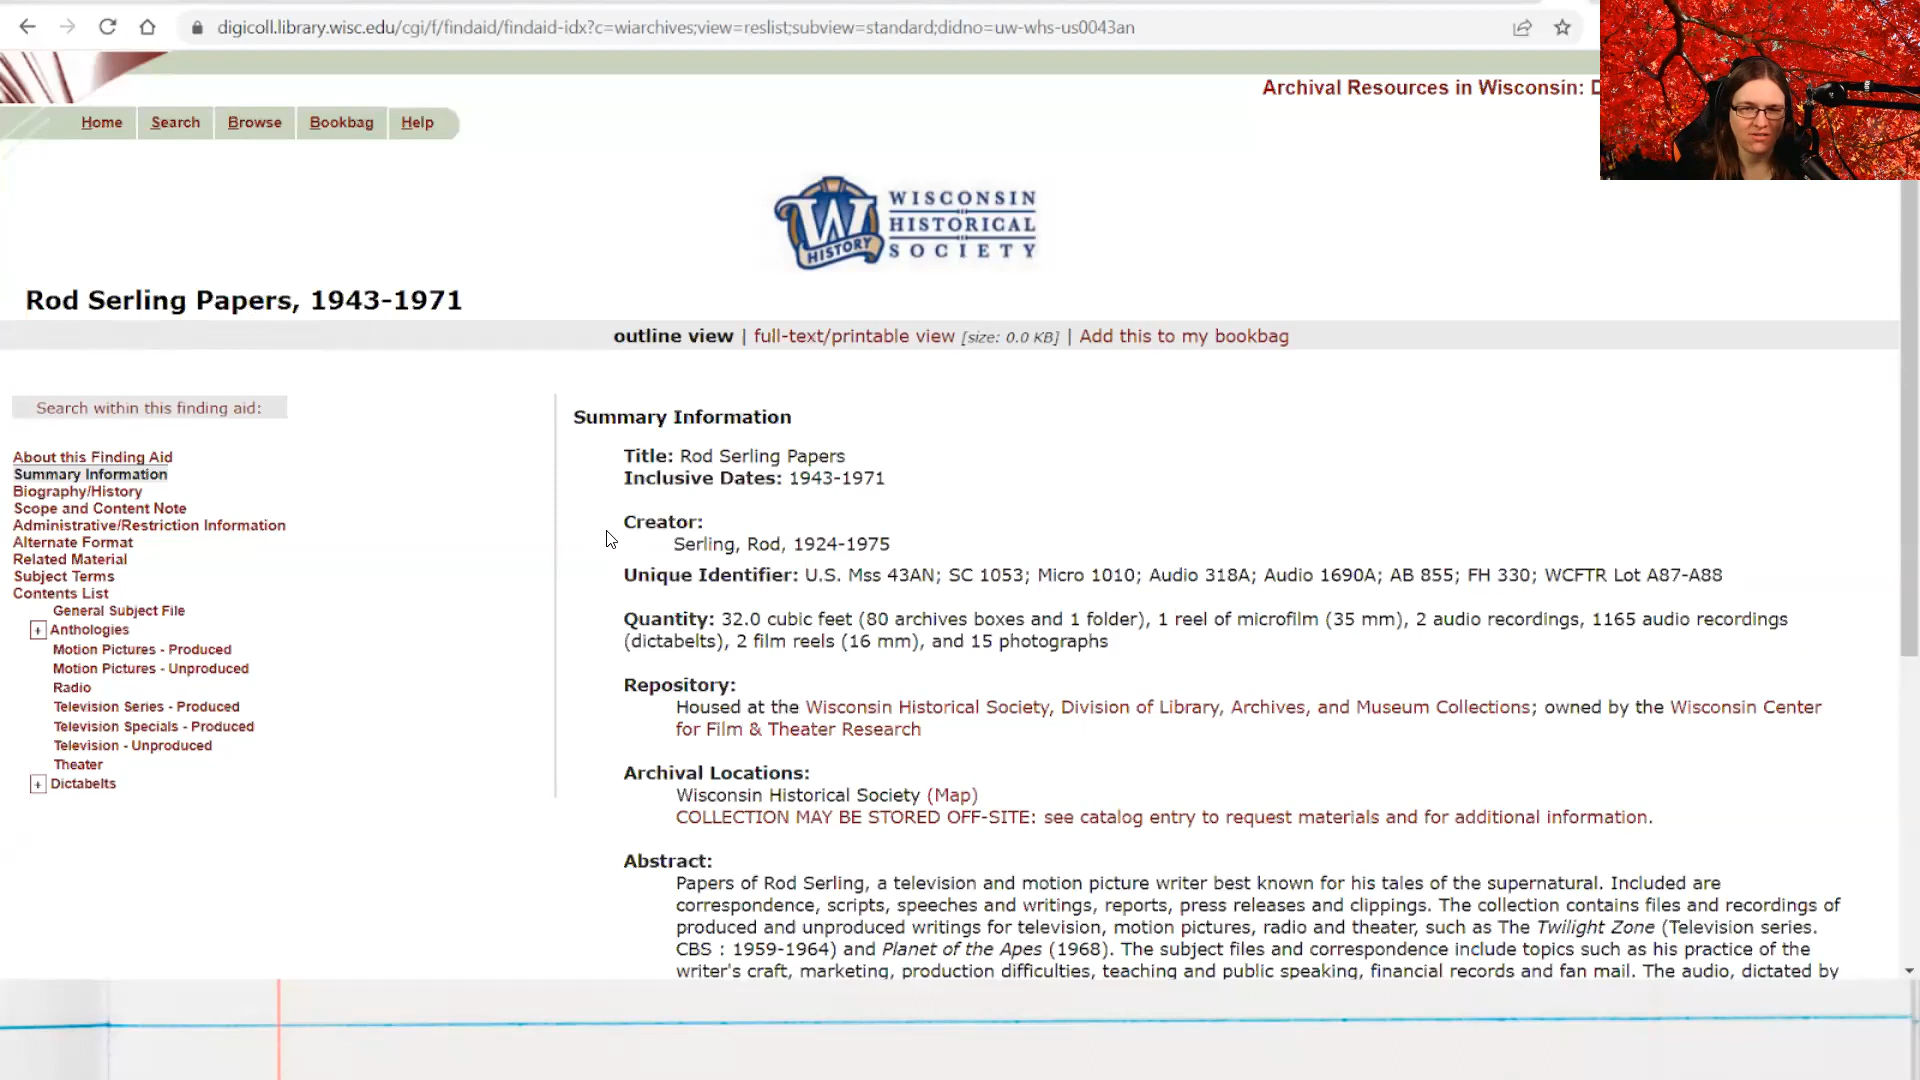 digicoll.library.wisc.edu/cgi/f/findaid/findaid-idx?c=wiarchives;view=reslist;subview=standard;didno=uw-whs-us0043an
Archival Resources in Wisconsin: D
Home Search Browse Bookbag Help
W HISTORY
WISCONSIN
HISTORICAL
SOCIETY
Rod Serling Papers, 1943-1971
outline view | full-text/printable view [size: 0.0 KB] | Add this to my bookbag
Search within this finding aid:
About this Finding Aid
Summary Information
Biography/History
Scope and Content Note
Administrative/Restriction Information
Alternate Format
Related Material
Subject Terms
Contents List
General Subject File
+ Anthologies
Motion Pictures - Produced
Motion Pictures - Unproduced
Radio
Television Series - Produced
Television Specials - Produced
Television - Unproduced
Theater
+ Dictabelts
Summary Information
Title: Rod Serling Papers
Inclusive Dates: 1943-1971
Creator:
Serling, Rod, 1924-1975
Unique Identifier: U.S. Mss 43AN; SC 1053; Micro 1010; Audio 318A; Audio 1690A; AB 855; FH 330; WCFTR Lot A87-A88
Quantity: 32.0 cubic feet (80 archives boxes and 1 folder), 1 reel of microfilm (35 mm), 2 audio recordings, 1165 audio recordings
(dictabelts), 2 film reels (16 mm), and 15 photographs
Repository:
Housed at the Wisconsin Historical Society, Division of Library, Archives, and Museum Collections; owned by the Wisconsin Center
for Film & Theater Research
Archival Locations:
Wisconsin Historical Society (Map)
COLLECTION MAY BE STORED OFF-SITE: see catalog entry to request materials and for additional information.
Abstract:
Papers of Rod Serling, a television and motion picture writer best known for his tales of the supernatural. Included are
correspondence, scripts, speeches and writings, reports, press releases and clippings. The collection contains files and recordings of
produced and unproduced writings for television, motion pictures, radio and theater, such as The Twilight Zone (Television series.
CBS : 1959-1964) and Planet of the Apes (1968). The subject files and correspondence include topics such as his practice of the
writer's craft, marketing, production difficulties, teaching and public speaking, financial records and fan mail. The audio, dictated by